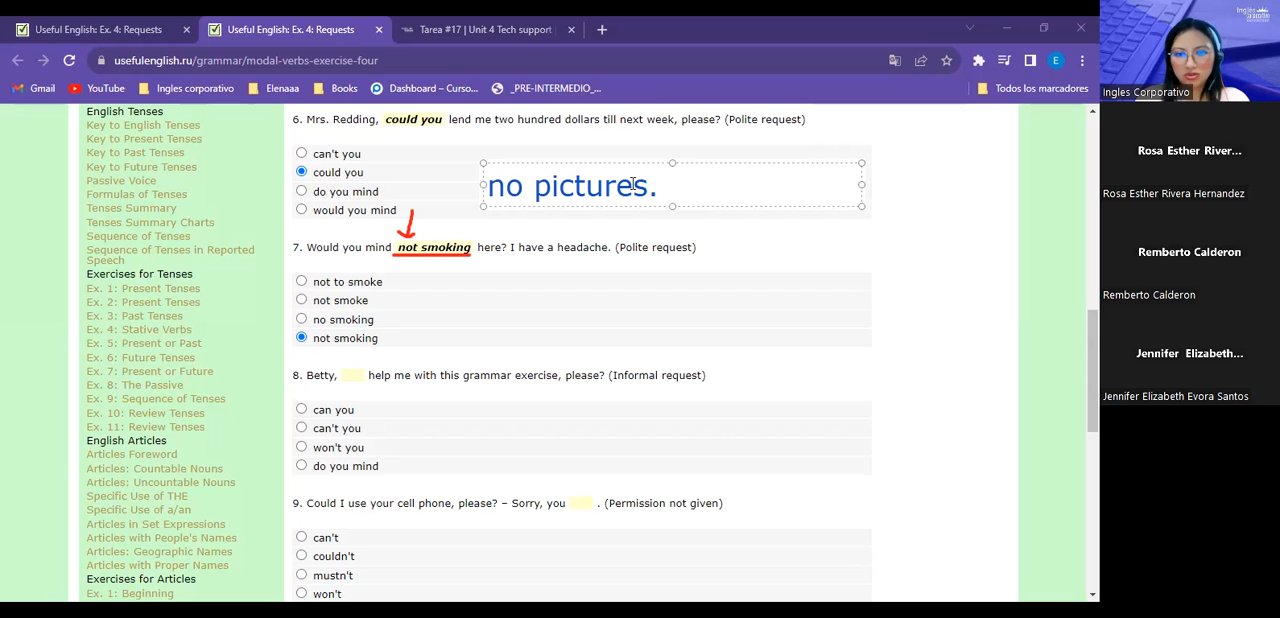 Useful English: Ex. 4: Requests
Useful English: Ex. 4: Requests
Tarea #17 | Unit 4 Tech support
usefulenglish.ru/grammar/modal-verbs-exercise-four
E
Gmail
YouTube
Ingles corporativo
Elenaaa
Books
Dashboard – Curso...
_PRE-INTERMEDIO_...
Todos los marcadores
English Tenses
Key to English Tenses
Key to Present Tenses
Key to Past Tenses
Key to Future Tenses
Passive Voice
Formulas of Tenses
Tenses Summary
Tenses Summary Charts
Sequence of Tenses
Sequence of Tenses in Reported
Speech
Exercises for Tenses
Ex. 1: Present Tenses
Ex. 2: Present Tenses
Ex. 3: Past Tenses
Ex. 4: Stative Verbs
Ex. 5: Present or Past
Ex. 6: Future Tenses
Ex. 7: Present or Future
Ex. 8: The Passive
Ex. 9: Sequence of Tenses
Ex. 10: Review Tenses
Ex. 11: Review Tenses
English Articles
Articles Foreword
Articles: Countable Nouns
Articles: Uncountable Nouns
Specific Use of THE
Specific Use of a/an
Articles in Set Expressions
Articles with People's Names
Articles: Geographic Names
Articles with Proper Names
Exercises for Articles
Ex. 1: Beginning
6. Mrs. Redding, could you lend me two hundred dollars till next week, please? (Polite request)
can't you
could you
do you mind
would you mind
no pictures.
7. Would you mind not smoking here? I have a headache. (Polite request)
not to smoke
not smoke
no smoking
not smoking
8. Betty, help me with this grammar exercise, please? (Informal request)
can you
can't you
won't you
do you mind
9. Could I use your cell phone, please? – Sorry, you . (Permission not given)
can't
couldn't
mustn't
won't
Ingles
Ingles Corporativo
Rosa Esther River...
Rosa Esther Rivera Hernandez
Remberto Calderon
Remberto Calderon
Jennifer Elizabeth...
Jennifer Elizabeth Evora Santos